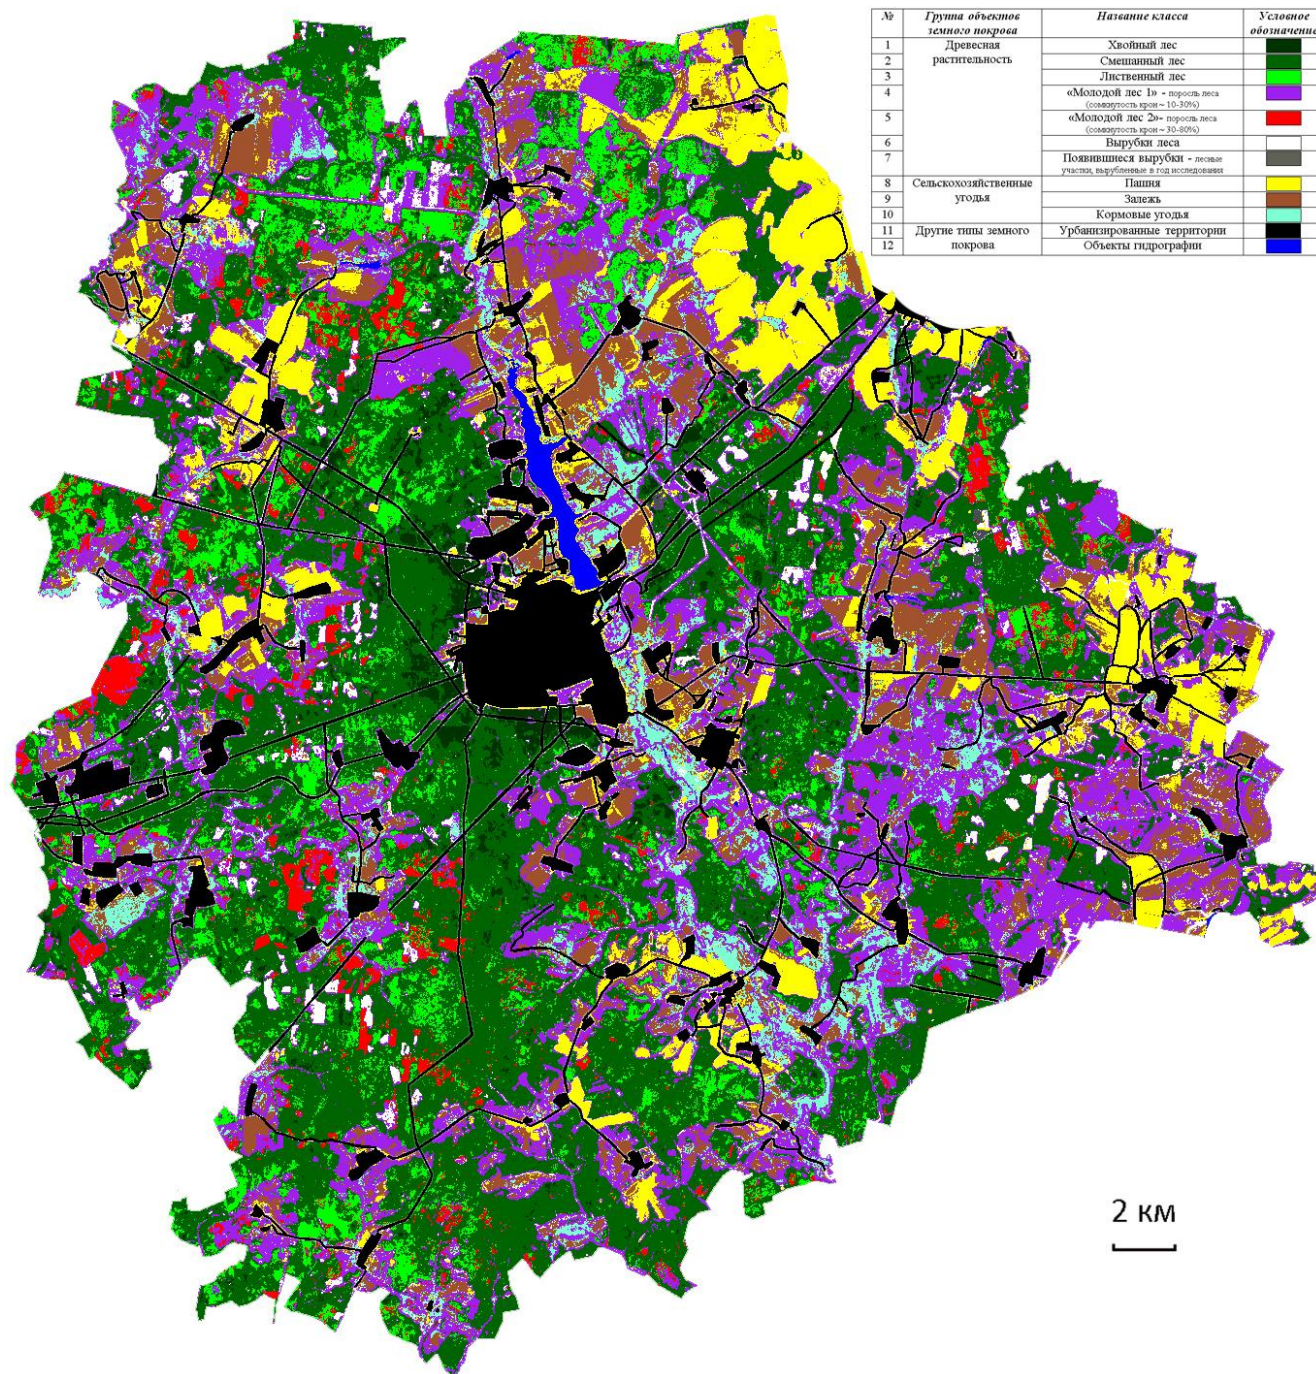 № Группа объектов земного покрова Название класса Условное обозначение
1 Древесная растительность Хвойный лес
2 Смешанный лес
3 Лиственный лес
4 «Молодой лес 1» - поросль леса
(сомкнутость крон ~ 10-30%)
5 «Молодой лес 2»- поросль леса
(сомкнутость крон ~ 30-80%)
6 Вырубки леса
7 Появившиеся вырубки - лесные
участки, вырубленные в год исследования
8 Сельскохозяйственные угодья Пашня
9 Залежь
10 Кормовые угодья
11 Другие типы земного покрова Урбанизированные территории
12 Объекты гидрографии
2 км